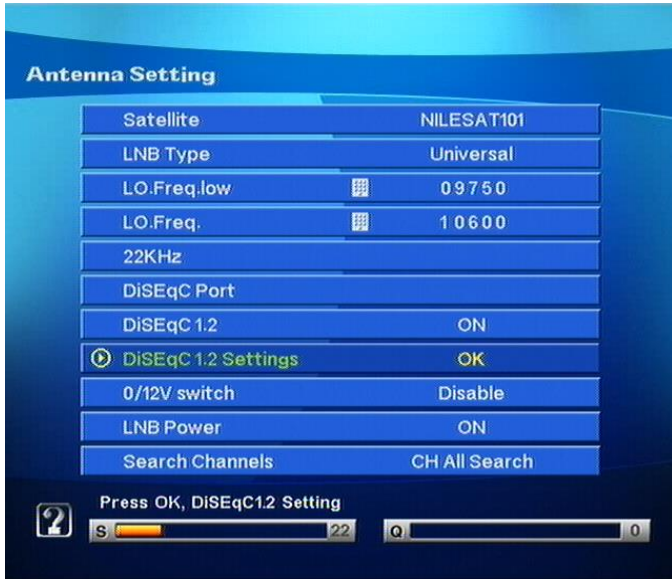 Antenna Setting
Satellite NILESAT101
LNB Type Universal
LO.Freq.low 09750
LO.Freq. 10600
22KHz
DiSEqC Port
DiSEqC 1.2 ON
DiSEqC 1.2 Settings OK
0/12V switch Disable
LNB Power ON
Search Channels CH All Search
Press OK, DiSEqC1.2 Setting
? S 22 Q 0